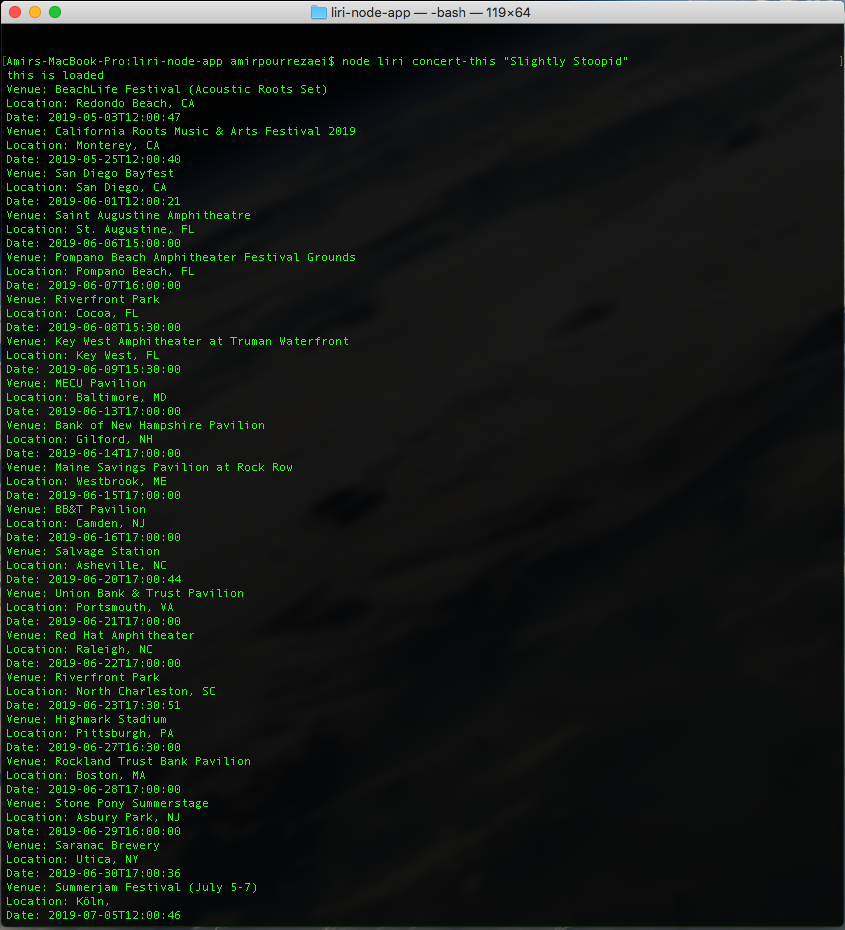 liri-node-app — -bash — 119×64
[Amirs-MacBook-Pro:liri-node-app amirpourrezaei$ node liri concert-this "Slightly Stoopid" ]
this is loaded
Venue: BeachLife Festival (Acoustic Roots Set)
Location: Redondo Beach, CA
Date: 2019-05-03T12:00:47
Venue: California Roots Music & Arts Festival 2019
Location: Monterey, CA
Date: 2019-05-25T12:00:40
Venue: San Diego Bayfest
Location: San Diego, CA
Date: 2019-06-01T12:00:21
Venue: Saint Augustine Amphitheatre
Location: St. Augustine, FL
Date: 2019-06-06T15:00:00
Venue: Pompano Beach Amphitheater Festival Grounds
Location: Pompano Beach, FL
Date: 2019-06-07T16:00:00
Venue: Riverfront Park
Location: Cocoa, FL
Date: 2019-06-08T15:30:00
Venue: Key West Amphitheater at Truman Waterfront
Location: Key West, FL
Date: 2019-06-09T15:30:00
Venue: MECU Pavilion
Location: Baltimore, MD
Date: 2019-06-13T17:00:00
Venue: Bank of New Hampshire Pavilion
Location: Gilford, NH
Date: 2019-06-14T17:00:00
Venue: Maine Savings Pavilion at Rock Row
Location: Westbrook, ME
Date: 2019-06-15T17:00:00
Venue: BB&T Pavilion
Location: Camden, NJ
Date: 2019-06-16T17:00:00
Venue: Salvage Station
Location: Asheville, NC
Date: 2019-06-20T17:00:44
Venue: Union Bank & Trust Pavilion
Location: Portsmouth, VA
Date: 2019-06-21T17:00:00
Venue: Red Hat Amphitheater
Location: Raleigh, NC
Date: 2019-06-22T17:00:00
Venue: Riverfront Park
Location: North Charleston, SC
Date: 2019-06-23T17:30:51
Venue: Highmark Stadium
Location: Pittsburgh, PA
Date: 2019-06-27T16:30:00
Venue: Rockland Trust Bank Pavilion
Location: Boston, MA
Date: 2019-06-28T17:00:00
Venue: Stone Pony Summerstage
Location: Asbury Park, NJ
Date: 2019-06-29T16:00:00
Venue: Saranac Brewery
Location: Utica, NY
Date: 2019-06-30T17:00:36
Venue: Summerjam Festival (July 5-7)
Location: Köln,
Date: 2019-07-05T12:00:46